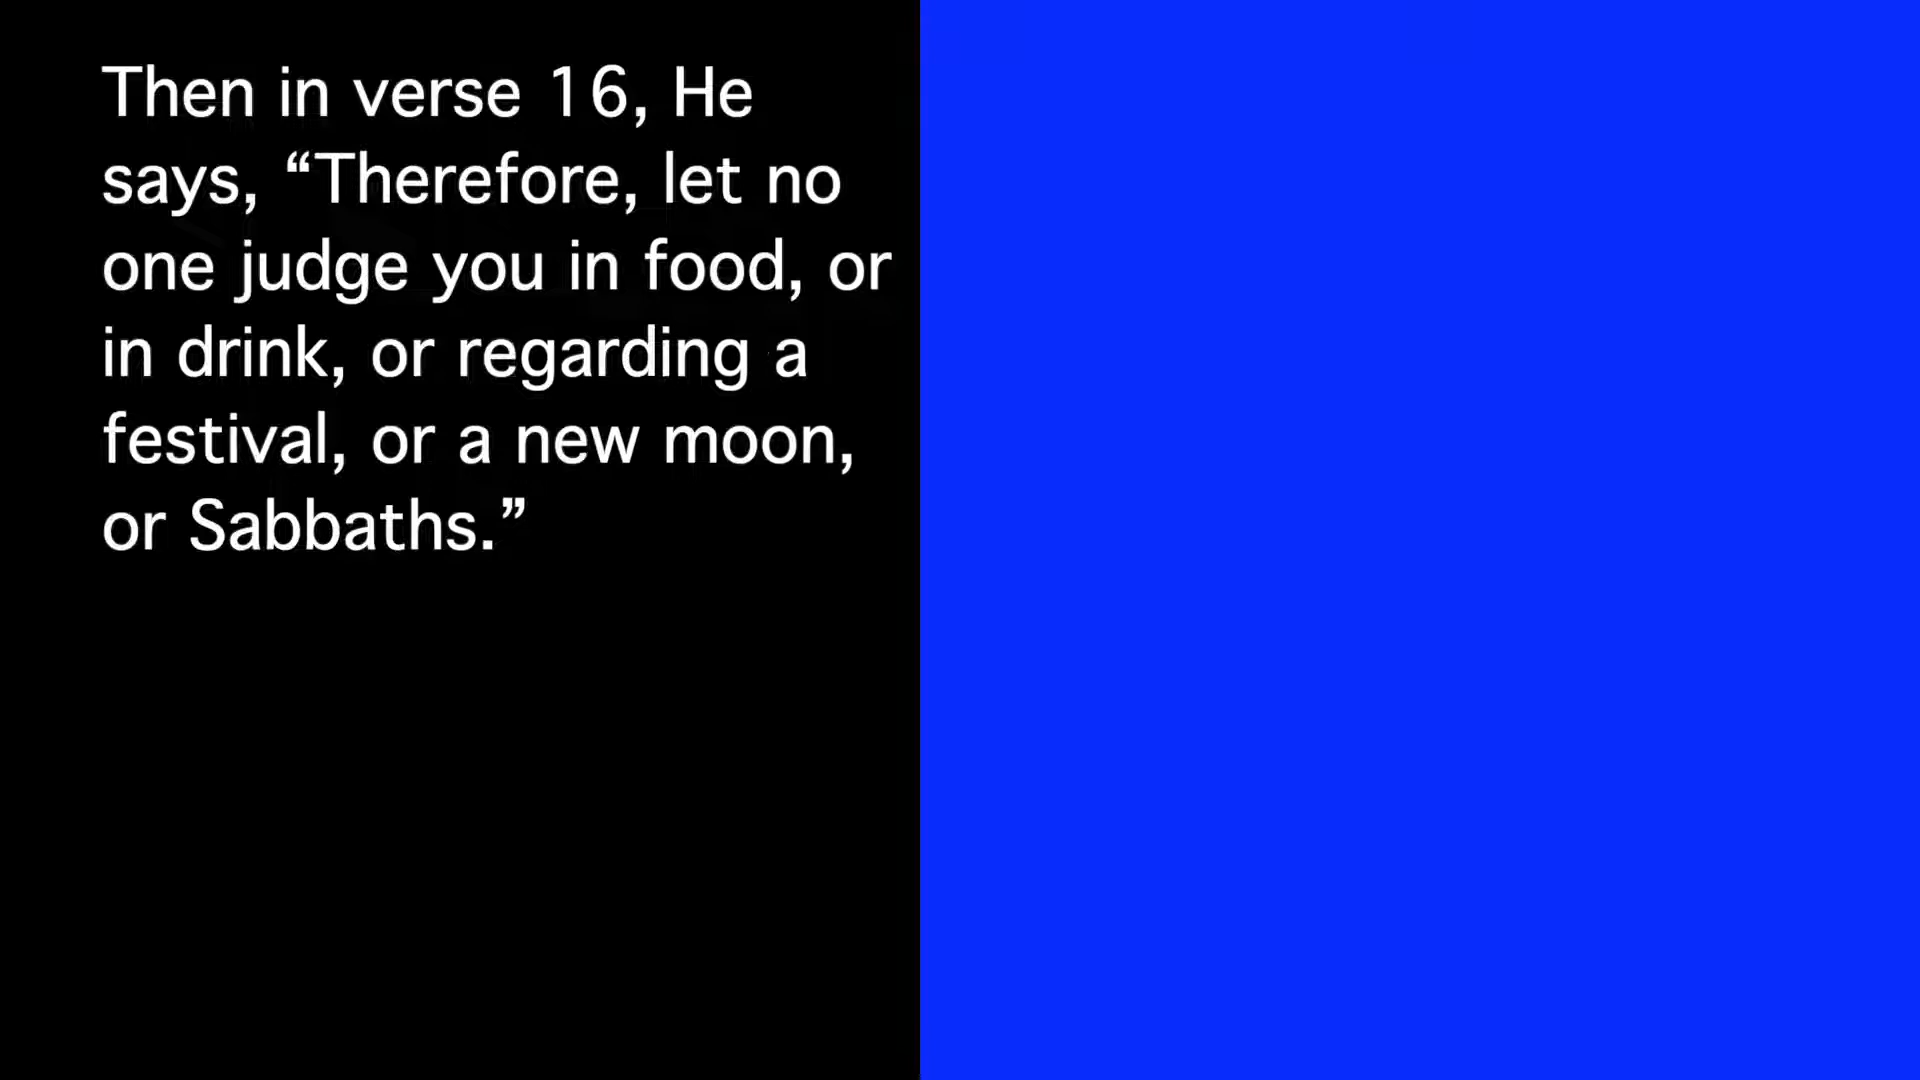 Then in verse 16, He
says, “Therefore, let no
one judge you in food, or
in drink, or regarding a
festival, or a new moon,
or Sabbaths.”